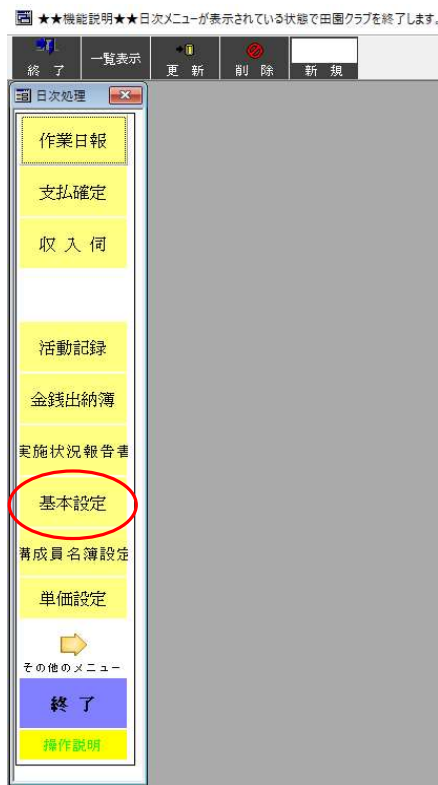 ★★機能説明★★日次メニューが表示されている状態で田園クラブを終了します。
終 了 一覧表示 更 新 削 除 新 規
日次処理
作業日報
支払確定
収 入 伺
活動記録
金銭出納簿
実施状況報告書
基本設定
構成員名簿設定
単価設定
その他のメニュー
終 了
操作説明